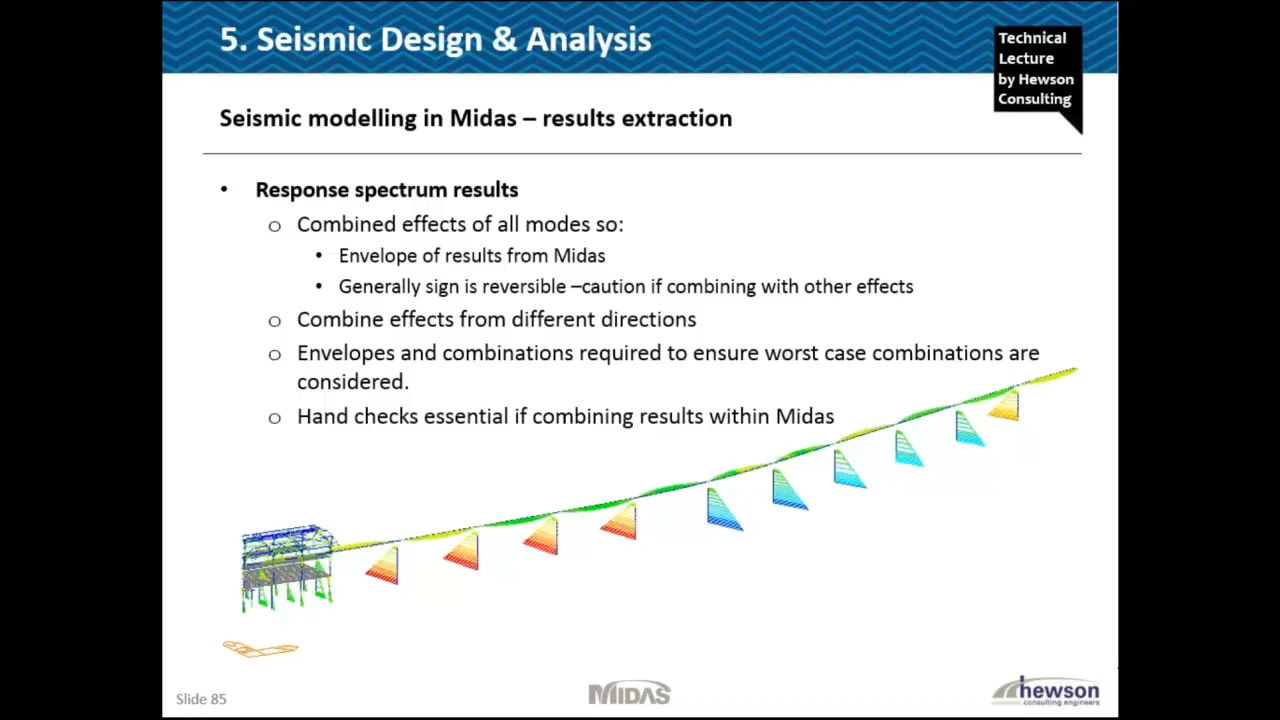 5. Seismic Design & Analysis
Technical
Lecture
by Hewson
Consulting
Seismic modelling in Midas – results extraction
• Response spectrum results
o Combined effects of all modes so:
• Envelope of results from Midas
• Generally sign is reversible –caution if combining with other effects
o Combine effects from different directions
o Envelopes and combinations required to ensure worst case combinations are
considered.
o Hand checks essential if combining results within Midas
Slide 85
MIDAS
hewson
consulting engineers